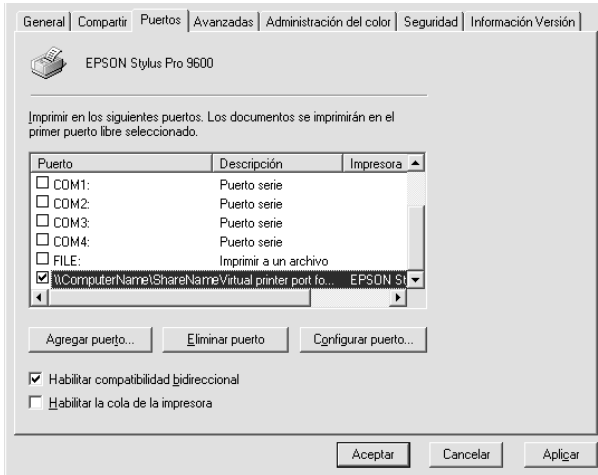 General Compartir Puertos Avanzadas Administración del color Seguridad Información Versión
EPSON Stylus Pro 9600
Imprimir en los siguientes puertos. Los documentos se imprimirán en el
primer puerto libre seleccionado.
Puerto Descripción Impresora
COM1: Puerto serie
COM2: Puerto serie
COM3: Puerto serie
COM4: Puerto serie
FILE: Imprimir a un archivo
\\ComputerName\ShareName Virtual printer port fo... EPSON St
Agregar puerto... Eliminar puerto Configurar puerto...
Habilitar compatibilidad bidireccional
Habilitar la cola de la impresora
Aceptar Cancelar Aplicar